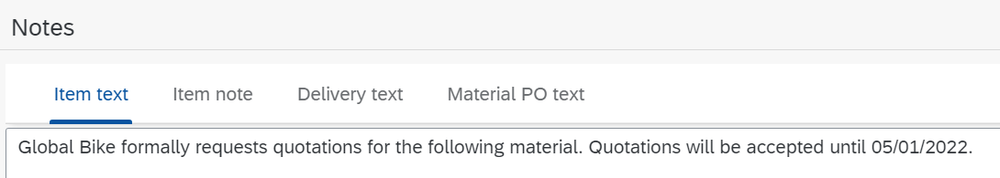 Notes
Item text Item note Delivery text Material PO text
Global Bike formally requests quotations for the following material. Quotations will be accepted until 05/01/2022.